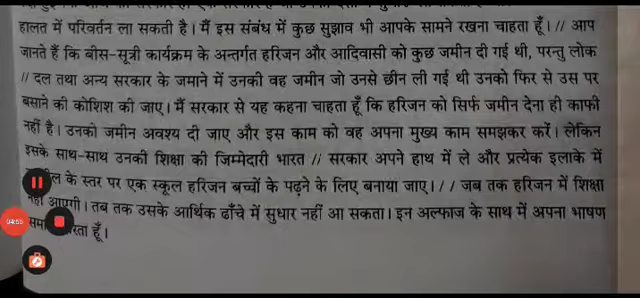 हालत में परिवर्तन ला सकती है। मैं इस संबंध में कुछ सुझाव भी आपके सामने रखना चाहता हूँ। // आप
जानते हैं कि बीस-सूत्री कार्यक्रम के अन्तर्गत हरिजन और आदिवासी को कुछ जमीन दी गई थी, परन्तु लोक
// दल तथा अन्य सरकार के जमाने में उनकी वह जमीन जो उनसे छीन ली गई थी उनको फिर से उस पर
बसाने की कोशिश की जाए। मैं सरकार से यह कहना चाहता हूँ कि हरिजन को सिर्फ जमीन देना ही काफी
नहीं है। उनको जमीन अवश्य दी जाए और इस काम को वह अपना मुख्य काम समझकर करें। लेकिन
इसके साथ-साथ उनकी शिक्षा की जिम्मेदारी भारत // सरकार अपने हाथ में ले और प्रत्येक इलाके में
के स्तर पर एक स्कूल हरिजन बच्चों के पढ़ने के लिए बनाया जाए। // जब तक हरिजन में शिक्षा
नहीं आएगी। तब तक उसके आर्थिक ढाँचे में सुधार नहीं आ सकता। इन अल्फाज के साथ में अपना भाषण
हूँ।